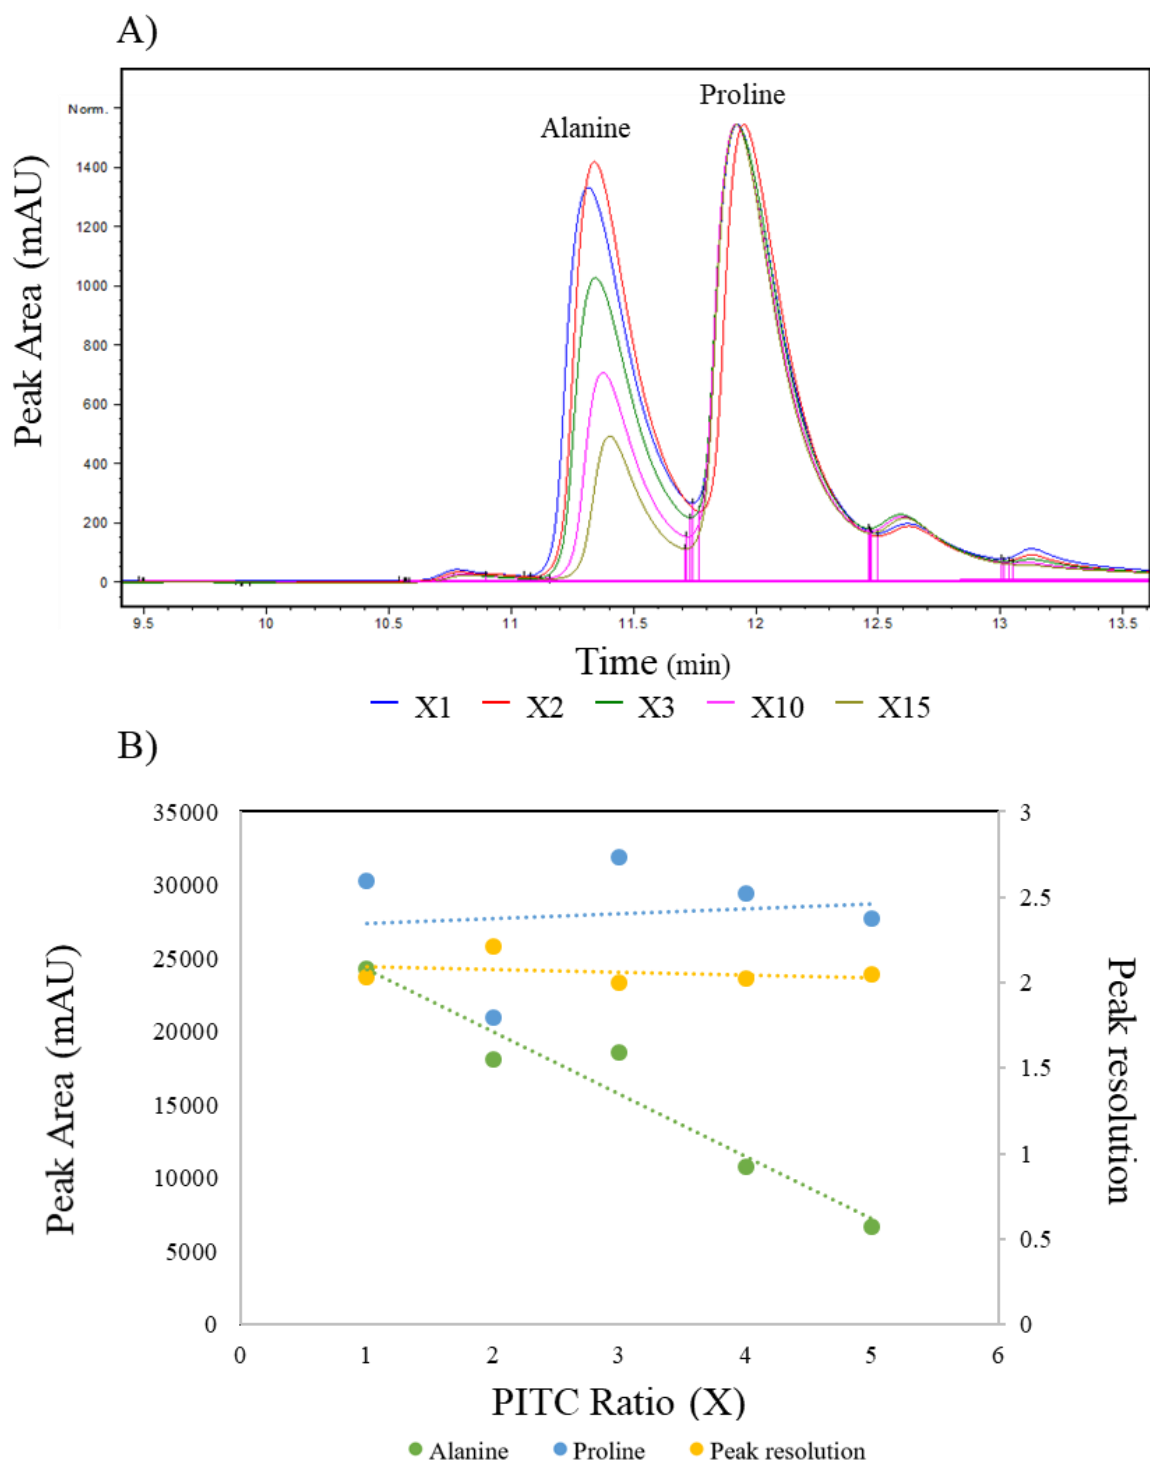 A)
Norm.
Proline
Alanine
1400
1200
1000
800
600
400
200
0
Peak Area (mAU)
9.5 10 10.5 11 11.5 12 12.5 13 13.5
Time (min)
X1 X2 X3 X10 X15
B)
35000 3
30000
2.5
25000
2
20000
1.5
15000
1
10000
0.5
5000
0 0
Peak Area (mAU)
Peak resolution
0 1 2 3 4 5 6
PITC Ratio (X)
Alanine Proline Peak resolution